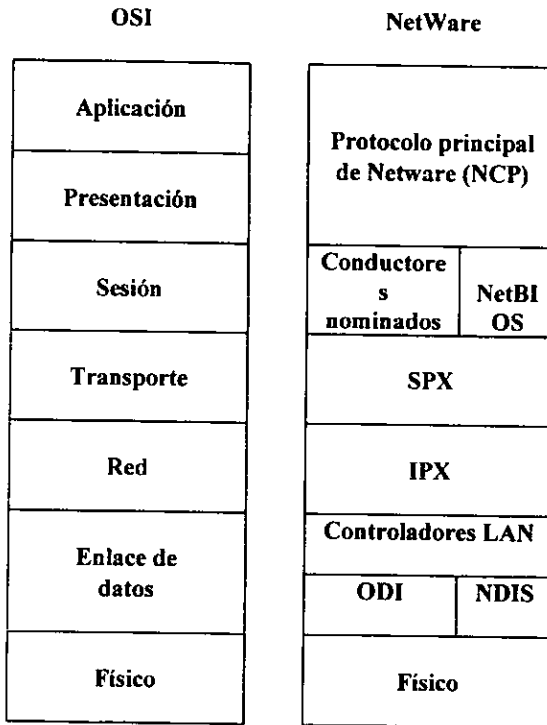 OSI
NetWare
Aplicación
Presentación
Sesión
Transporte
Red
Enlace de
datos
Físico
Protocolo principal
de Netware (NCP)
Conductore
s
nominados
NetBI
OS
SPX
IPX
Controladores LAN
ODI
NDIS
Físico